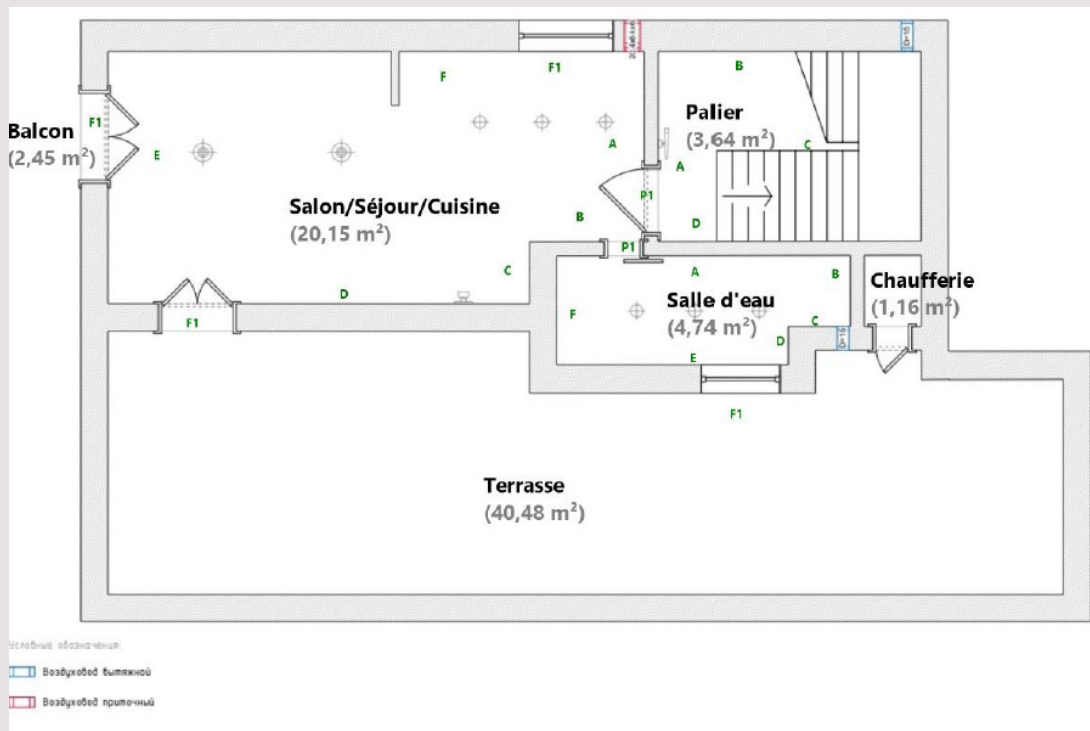 F1
B
F
F1
Balcon
(2,45 m²)
E
A
Palier
(3,64 m²)
C
A
P1
Salon/Séjour/Cuisine
(20,15 m²)
B
D
P1
C
D
F1
A
B
Salle d'eau
(4,74 m²)
Chaufferie
(1,16 m²)
F
C
D
E
D=15
D=15
F1
Terrasse
(40,48 m²)
Условные обозначения:
Воздуховод вытяжной
Воздуховод приточный